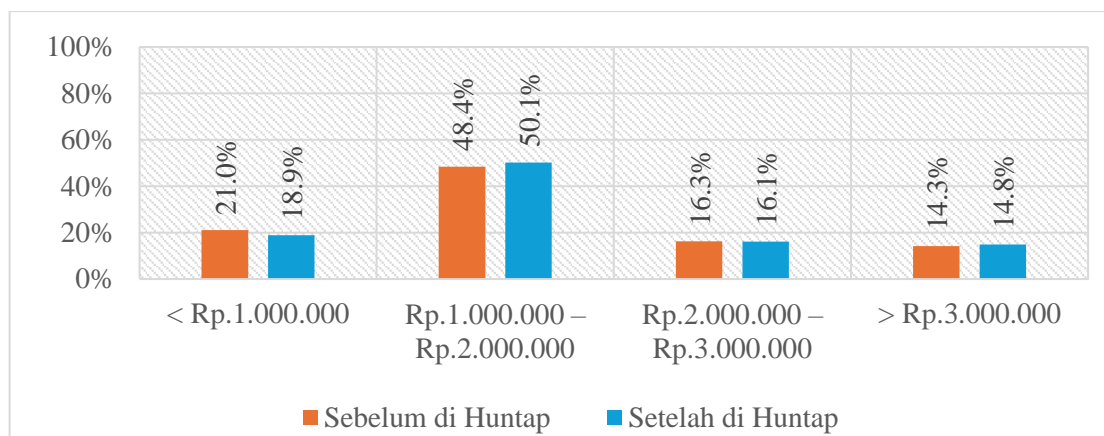 100%
80%
60%
40%
20%
0%
21.0%
18.9%
48.4%
50.1%
16.3%
16.1%
14.3%
14.8%
< Rp.1.000.000
Rp.1.000.000 –
Rp.2.000.000
Rp.2.000.000 –
Rp.3.000.000
> Rp.3.000.000
Sebelum di Huntap
Setelah di Huntap